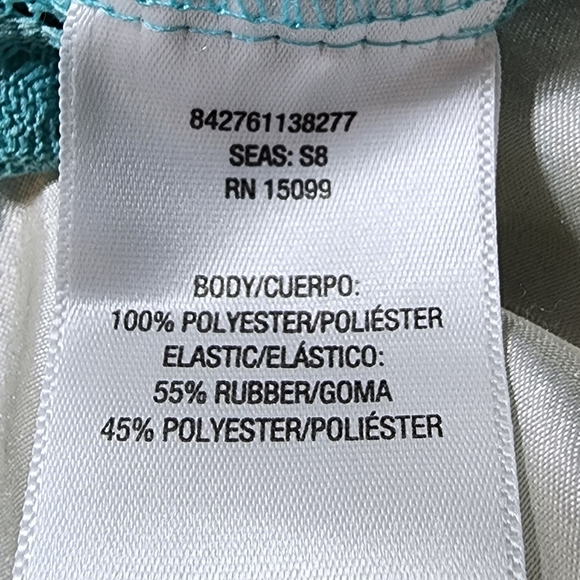 842761138277
SEAS: S8
RN 15099
BODY/CUERPO:
100% POLYESTER/POLIÉSTER
ELASTIC/ELÁSTICO:
55% RUBBER/GOMA
45% POLYESTER/POLIÉSTER